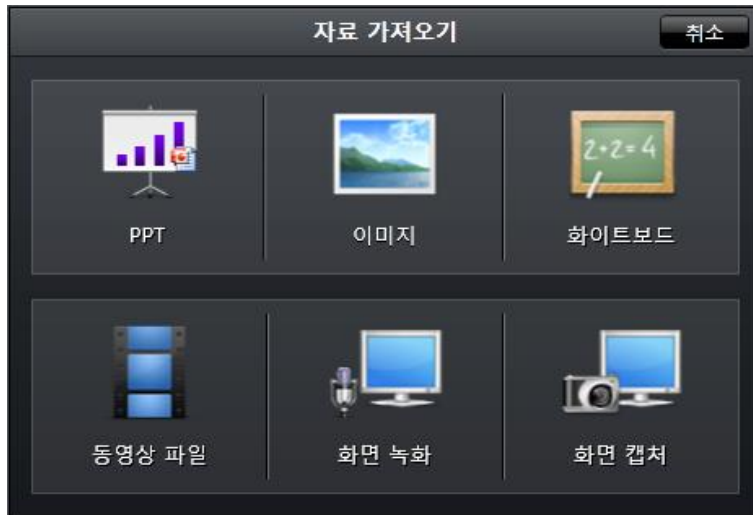 자료 가져오기
취소
2+2=4
PPT
이미지
화이트보드
동영상 파일
화면 녹화
화면 캡처